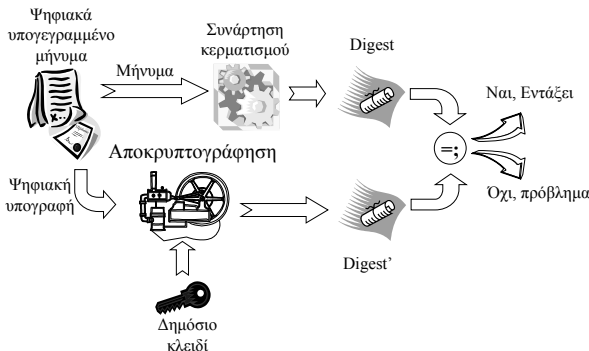 Ψηφιακά
υπογεγραμμένο
μήνυμα
Μήνυμα
Συνάρτηση
κερματισμού
Digest
Ναι, Εντάξει
=;
Όχι, πρόβλημα
Αποκρυπτογράφηση
Ψηφιακή
υπογραφή
Digest’
Δημόσιο
κλειδί